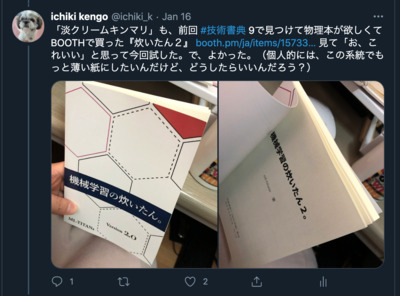 ichiki kengo @ichiki_k · Jan 16
「淡クリームキンマリ」も、前回 #技術書典 9で見つけて物理本が欲しくて
BOOTHで買った『炊いたん２』booth.pm/ja/items/15733... 見て「お、こ
れいい」と思って今回試した。で、よかった。（個人的には、この系統でも
っと薄い紙にしたいんだけど、どうしたらいいんだろう？）
機械学習の炊いたん。
Version 2.0
機械学習の炊いたん２。
1
2